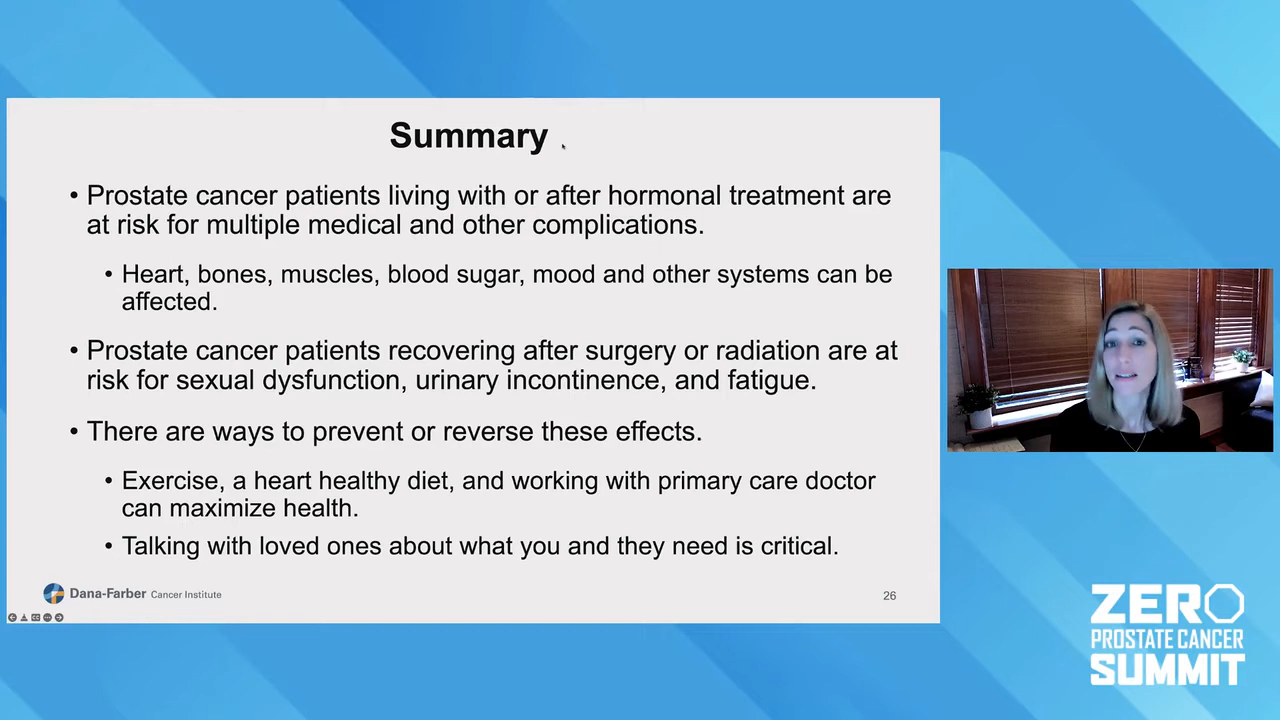 Summary
• Prostate cancer patients living with or after hormonal treatment are
at risk for multiple medical and other complications.
• Heart, bones, muscles, blood sugar, mood and other systems can be
affected.
• Prostate cancer patients recovering after surgery or radiation are at
risk for sexual dysfunction, urinary incontinence, and fatigue.
• There are ways to prevent or reverse these effects.
• Exercise, a heart healthy diet, and working with primary care doctor
can maximize health.
• Talking with loved ones about what you and they need is critical.
Dana-Farber Cancer Institute
26
ZERO
PROSTATE CANCER
SUMMIT